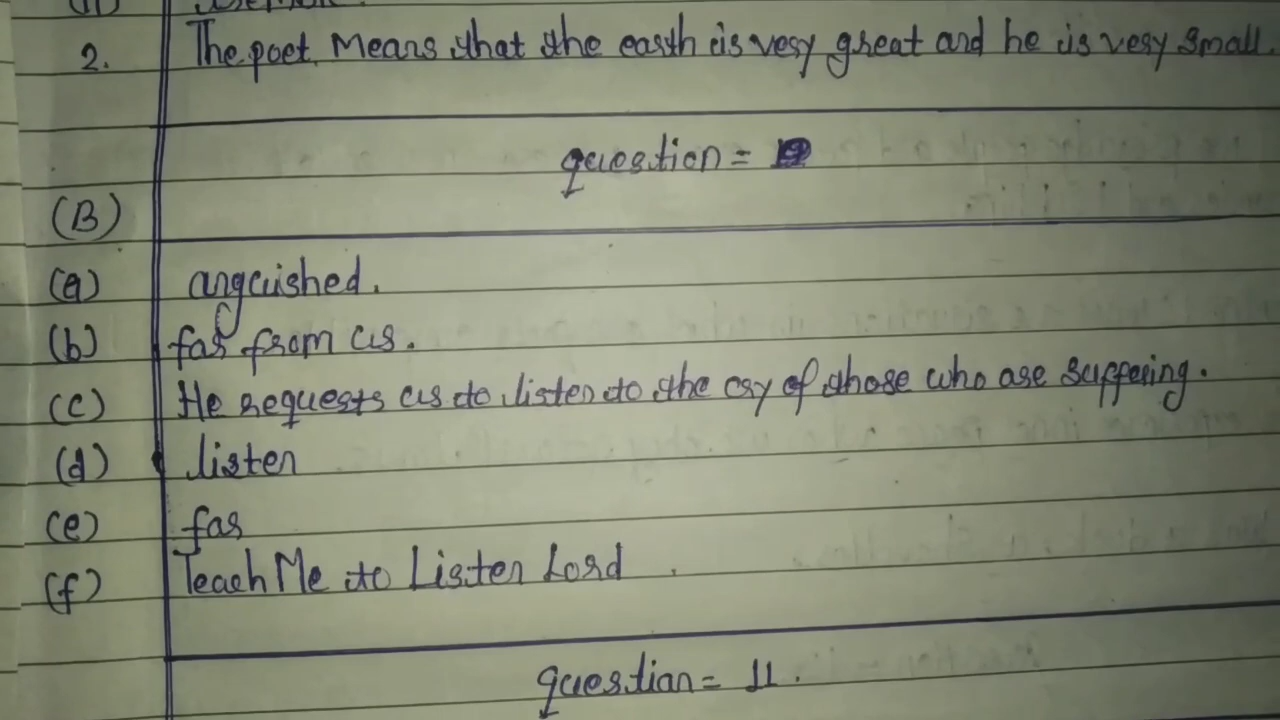 2. The poet Means that the earth is very great and he is very small.
question =
(B)
(a) anguished.
(b) far from us.
(c) He requests us to listen to the cry of those who are suffering.
(d) listen
(e) far
(f) Teach Me to Listen Lord
question = 11.